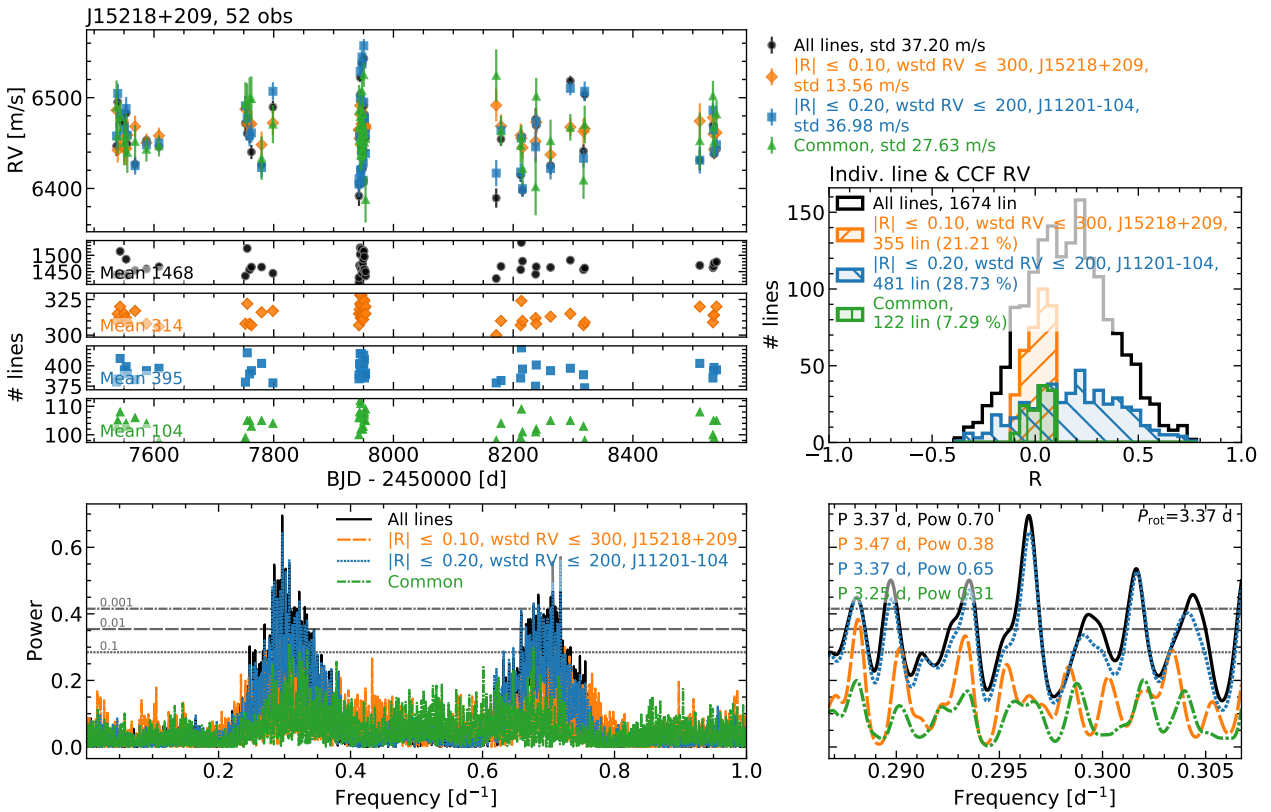 J15218+209, 52 obs
RV [m/s]
6500
6400
All lines, std 37.20 m/s
|R| ≤ 0.10, wstd RV ≤ 300, J15218+209,
std 13.56 m/s
|R| ≤ 0.20, wstd RV ≤ 200, J11201-104,
std 36.98 m/s
Common, std 27.63 m/s
# lines
1500
1450
Mean 1468
325
300
Mean 314
400
375
Mean 395
110
100
Mean 104
7600 7800 8000 8200 8400
BJD - 2450000 [d]
Indiv. line & CCF RV
# lines
150
100
50
0
All lines, 1674 lin
|R| ≤ 0.10, wstd RV ≤ 300, J15218+209,
355 lin (21.21 %)
|R| ≤ 0.20, wstd RV ≤ 200, J11201-104,
481 lin (28.73 %)
Common,
122 lin (7.29 %)
−1.0 −0.5 0.0 0.5 1.0
R
Power
0.6
0.4
0.2
0.0
All lines
|R| ≤ 0.10, wstd RV ≤ 300, J15218+209
|R| ≤ 0.20, wstd RV ≤ 200, J11201-104
Common
0.001
0.01
0.1
0.2 0.4 0.6 0.8 1.0
Frequency [d⁻¹]
P 3.37 d, Pow 0.70
P 3.47 d, Pow 0.38
P 3.37 d, Pow 0.65
P 3.25 d, Pow 0.31
Prot=3.37 d
0.290 0.295 0.300 0.305
Frequency [d⁻¹]